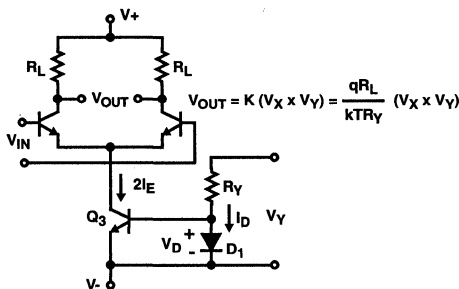 V+
RL RL
VOUT
VOUT = K (VX x VY) = qRL / kTRY (VX x VY)
VIN
2IE
RY
Q3
ID
VY
VD + - D1
V-